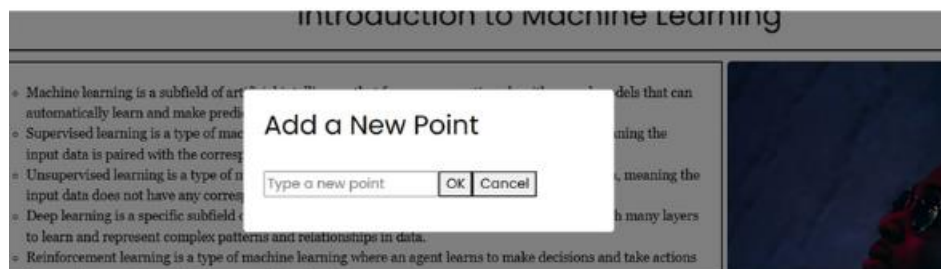 Introduction to Machine Learning
Machine learning is a subfield of art dels that can
automatically learn and make predi
Supervised learning is a type of mac ning the
input data is paired with the corresp
Unsupervised learning is a type of m , meaning the
input data does not have any corres
Deep learning is a specific subfield h many layers
to learn and represent complex patterns and relationships in data.
Reinforcement learning is a type of machine learning where an agent learns to make decisions and take actions
Add a New Point
Type a new point OK Cancel